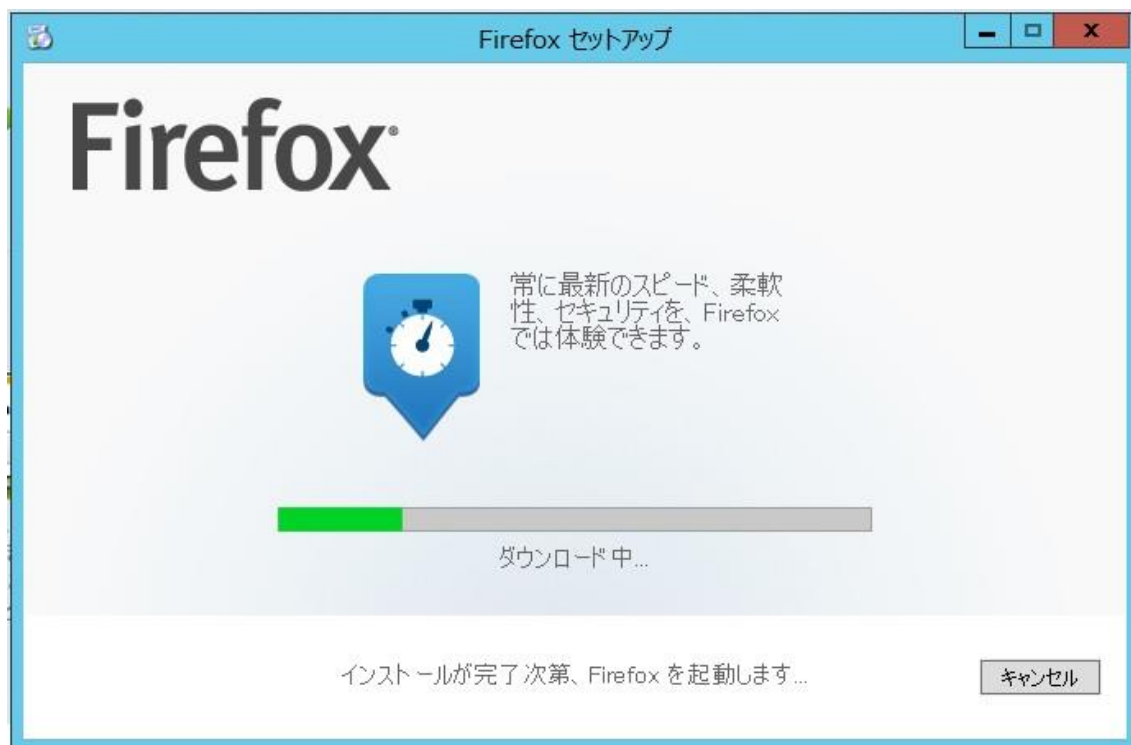 Firefox セットアップ
Firefox
常に最新のスピード、柔軟
性、セキュリティを、Firefox
では体験できます。
ダウンロード中...
インストールが完了次第、Firefox を起動します...
キャンセル